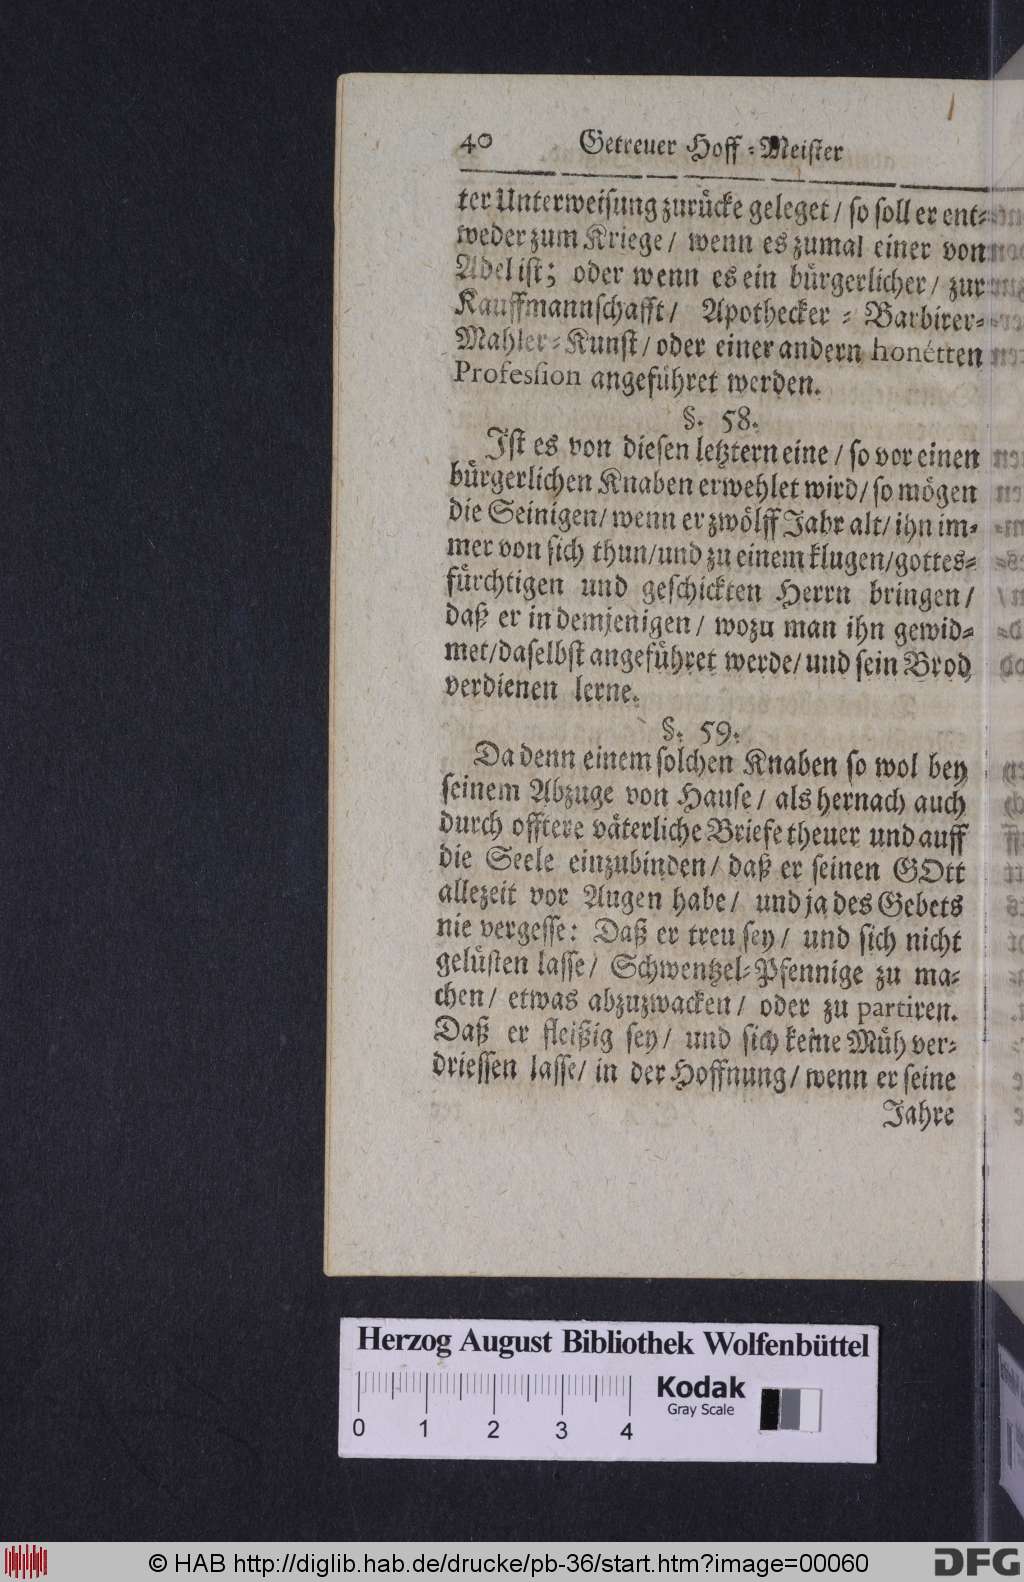 40 Getreuer Hoff-Meister
ter Unterweisung zurücke geleget / so soll er ent-
weder zum Kriege / wenn es zumal einer von
Adel ist; oder wenn es ein bürgerlicher / zur
Kauffmannschafft / Apothecker - Barbirer-
Mahler-Kunst / oder einer andern honétten
Profession angeführet werden.
§. 58.
Ist es von diesen letztern eine / so vor einen
bürgerlichen Knaben erwehlet wird / so mögen
die Seinigen / wenn er zwölff Jahr alt / ihn im-
mer von sich thun / und zu einem klugen / gottes-
fürchtigen und geschickten Herrn bringen /
daß er in demjenigen / wozu man ihn gewid-
met / daselbst angeführet werde / und sein Brod
verdienen lerne.
§. 59.
Da denn einem solchen Knaben so wol bey
seinem Abzuge von Hause / als hernach auch
durch offtere väterliche Briefe theuer und auff
die Seele einzubinden / daß er seinen GOtt
allezeit vor Augen habe / und ja des Gebets
nie vergesse: Daß er treu sey / und sich nicht
gelüsten lasse / Schwentzel-Pfennige zu ma-
chen / etwas abzuzwacken / oder zu partiren.
Daß er fleißig sey / und sich keine Müh ver-
driessen lasse / in der Hoffnung / wenn er seine
Jahre
Herzog August Bibliothek Wolfenbüttel
Kodak
Gray Scale
0 1 2 3 4
© HAB http://diglib.hab.de/drucke/pb-36/start.htm?image=00060
DFG